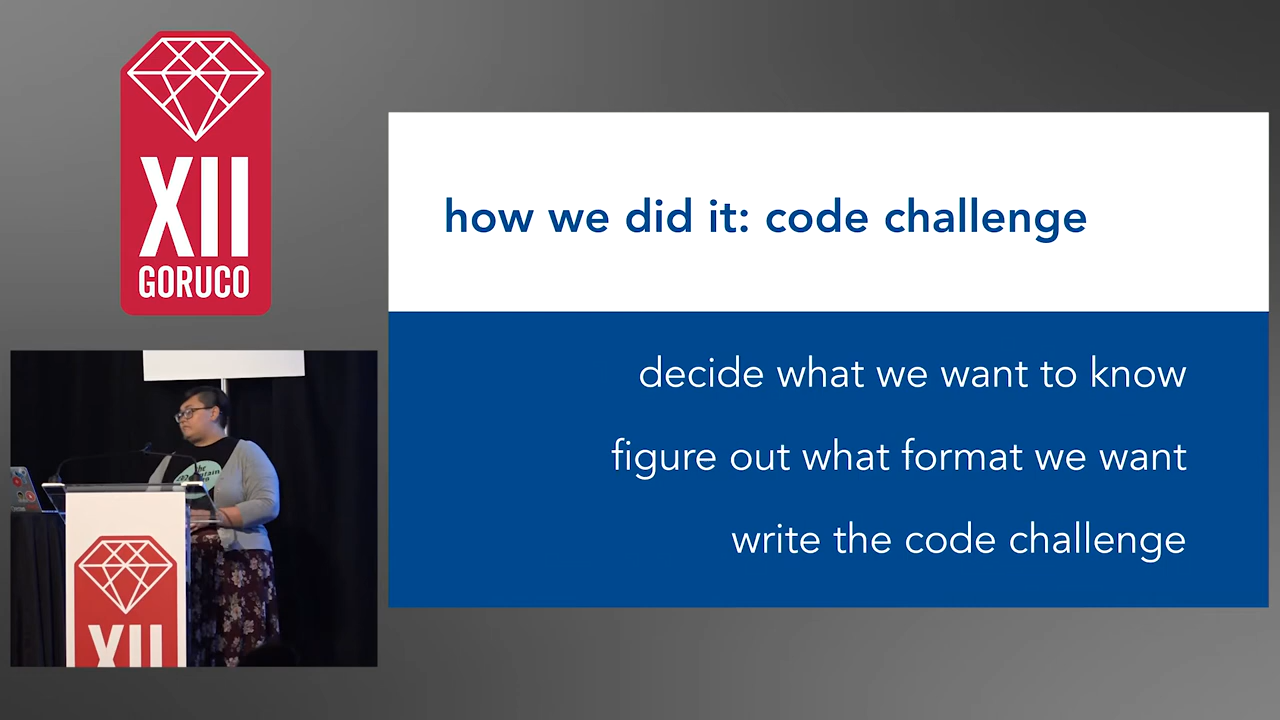 XII
GORUCO
how we did it: code challenge
decide what we want to know
figure out what format we want
write the code challenge
XII